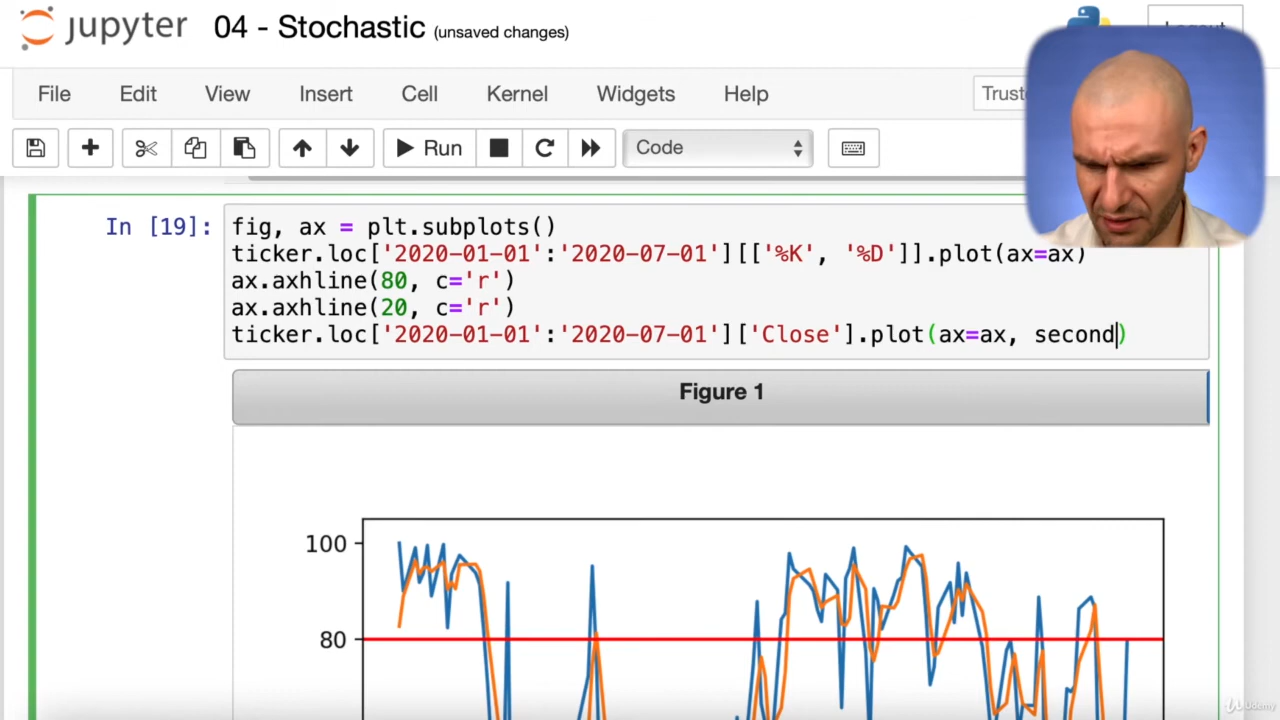 jupyter 04 - Stochastic (unsaved changes)
File Edit View Insert Cell Kernel Widgets Help
Run Code
In [19]: fig, ax = plt.subplots()
ticker.loc['2020-01-01':'2020-07-01'][['%K', '%D']].plot(ax=ax)
ax.axhline(80, c='r')
ax.axhline(20, c='r')
ticker.loc['2020-01-01':'2020-07-01']['Close'].plot(ax=ax, second)
Figure 1
100
80
Udemy